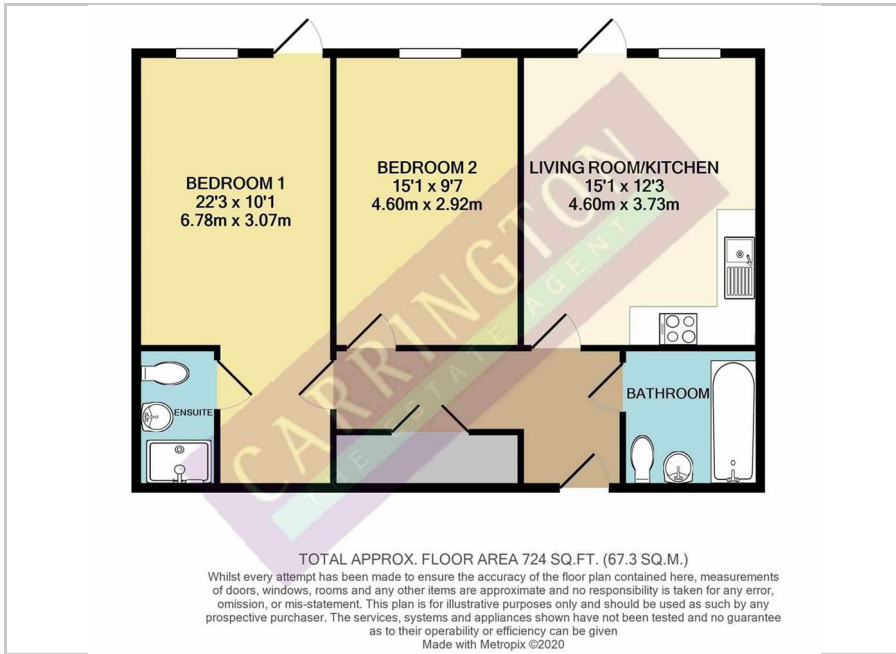 BEDROOM 1
22'3 x 10'1
6.78m x 3.07m
BEDROOM 2
15'1 x 9'7
4.60m x 2.92m
LIVING ROOM/KITCHEN
15'1 x 12'3
4.60m x 3.73m
ENSUITE
BATHROOM
CARRINGTON
THE ESTATE AGENT
TOTAL APPROX. FLOOR AREA 724 SQ.FT. (67.3 SQ.M.)
Whilst every attempt has been made to ensure the accuracy of the floor plan contained here, measurements
of doors, windows, rooms and any other items are approximate and no responsibility is taken for any error,
omission, or mis-statement. This plan is for illustrative purposes only and should be used as such by any
prospective purchaser. The services, systems and appliances shown have not been tested and no guarantee
as to their operability or efficiency can be given
Made with Metropix ©2020